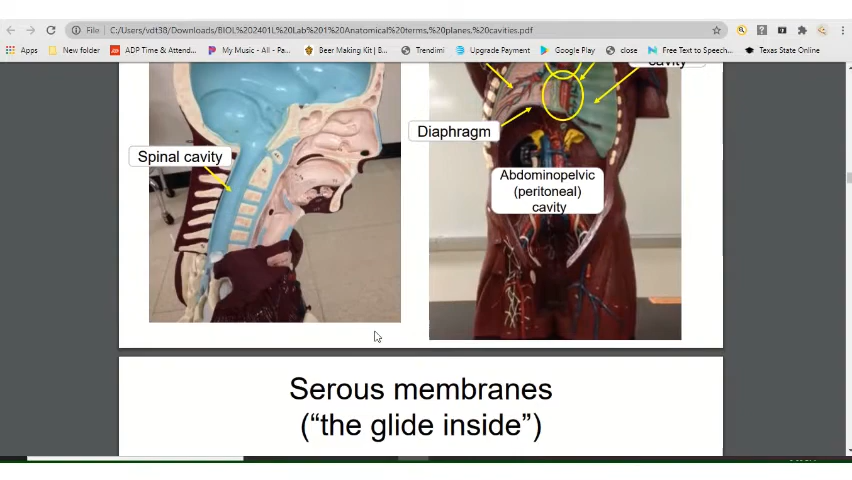 File
C:/Users/vdt38/Downloads/BIOL%202401L%20Lab%201%20Anatomical%20terms,%20planes,%20cavities.pdf
Apps
New folder
ADP Time & Attend...
My Music - All - Pa...
Beer Making Kit | B...
Trendimi
Upgrade Payment
Google Play
close
Free Text to Speech...
Texas State Online
cavity
Diaphragm
Spinal cavity
Abdominopelvic
(peritoneal)
cavity
Serous membranes
(“the glide inside”)